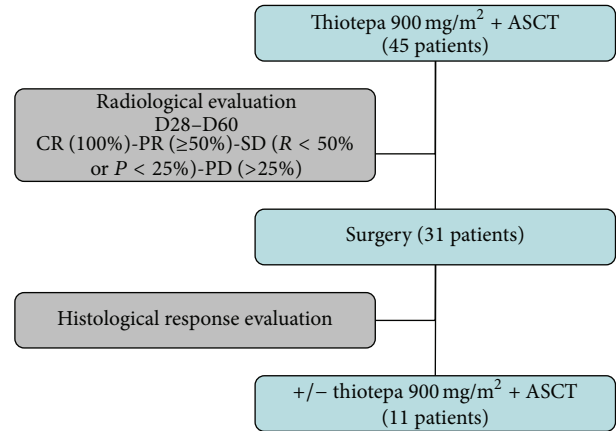 Thiotepa 900 mg/m² + ASCT
(45 patients)
Radiological evaluation
D28–D60
CR (100%)-PR (≥50%)-SD (R < 50%
or P < 25%)-PD (>25%)
Surgery (31 patients)
Histological response evaluation
+/− thiotepa 900 mg/m² + ASCT
(11 patients)